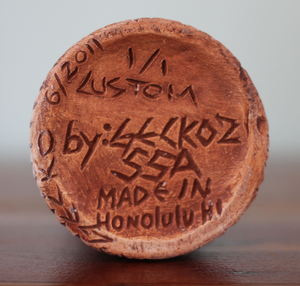 6/2011
1/1
CUSTOM
by: GECKOZ
SSA
MADE IN
HONOLULU HI